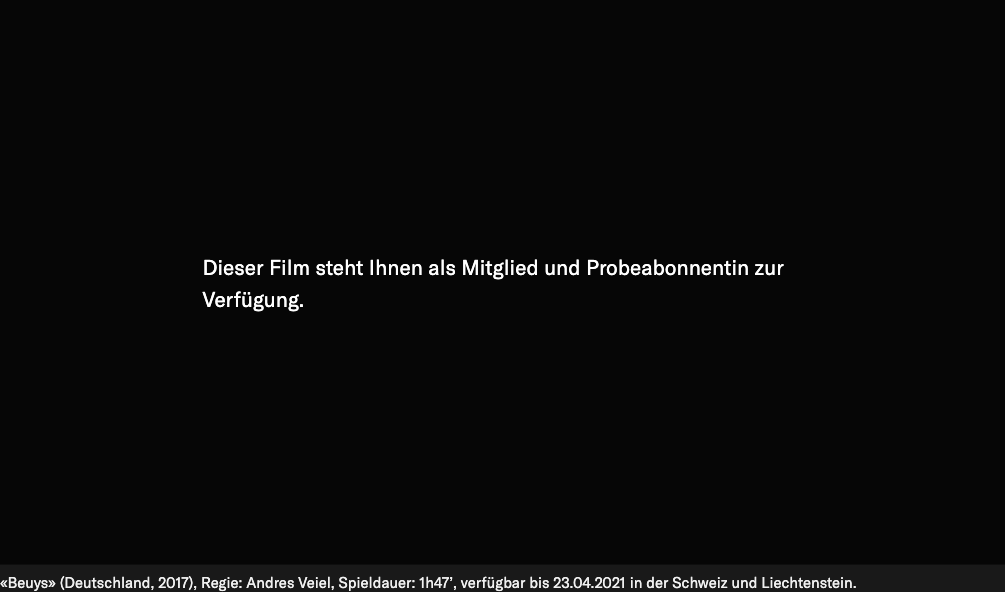 Dieser Film steht Ihnen als Mitglied und Probeabonnentin zur
Verfügung.
«Beuys» (Deutschland, 2017), Regie: Andres Veiel, Spieldauer: 1h47’, verfügbar bis 23.04.2021 in der Schweiz und Liechtenstein.